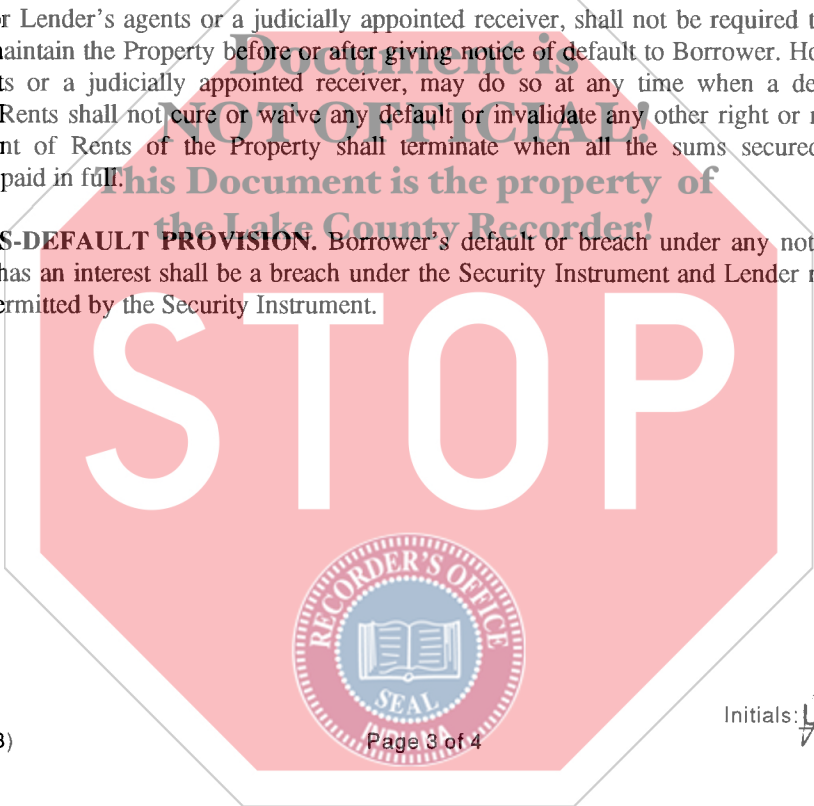 r Lender's agents or a judicially appointed receiver, shall not be required t
aintain the Property before or after giving notice of default to Borrower. Ho
Document is
ts or a judicially appointed receiver, may do so at any time when a de
Rents shall not cure or waive any default or invalidate any other right or r
NOT OFFICIAL!
nt of Rents of the Property shall terminate when all the sums secured
paid in full.
This Document is the property of
the Lake County Recorder!
S-DEFAULT PROVISION. Borrower's default or breach under any not
has an interest shall be a breach under the Security Instrument and Lender r
ermitted by the Security Instrument.
STOP
RECORDER'S OFFICE
SEAL
INDIANA
Initials:
3)
Page 3 of 4